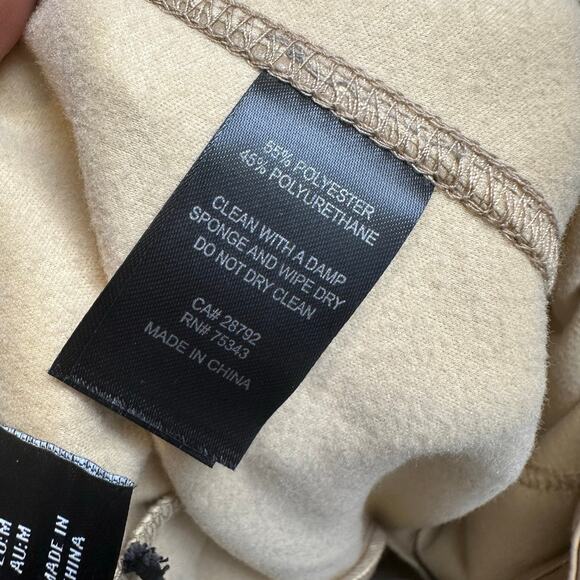 55% POLYESTER
45% POLYURETHANE
CLEAN WITH A DAMP
SPONGE AND WIPE DRY
DO NOT DRY CLEAN
CA# 28792
RN# 75343
MADE IN CHINA
AU:M
MADE IN
CHINA